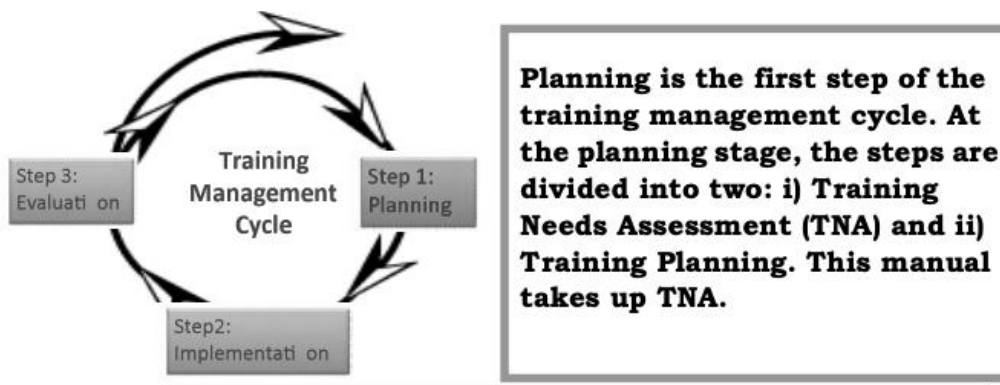 Training
Management
Cycle
Step 1:
Planning
Step2:
Implementati on
Step 3:
Evaluati on
Planning is the first step of the
training management cycle. At
the planning stage, the steps are
divided into two: i) Training
Needs Assessment (TNA) and ii)
Training Planning. This manual
takes up TNA.